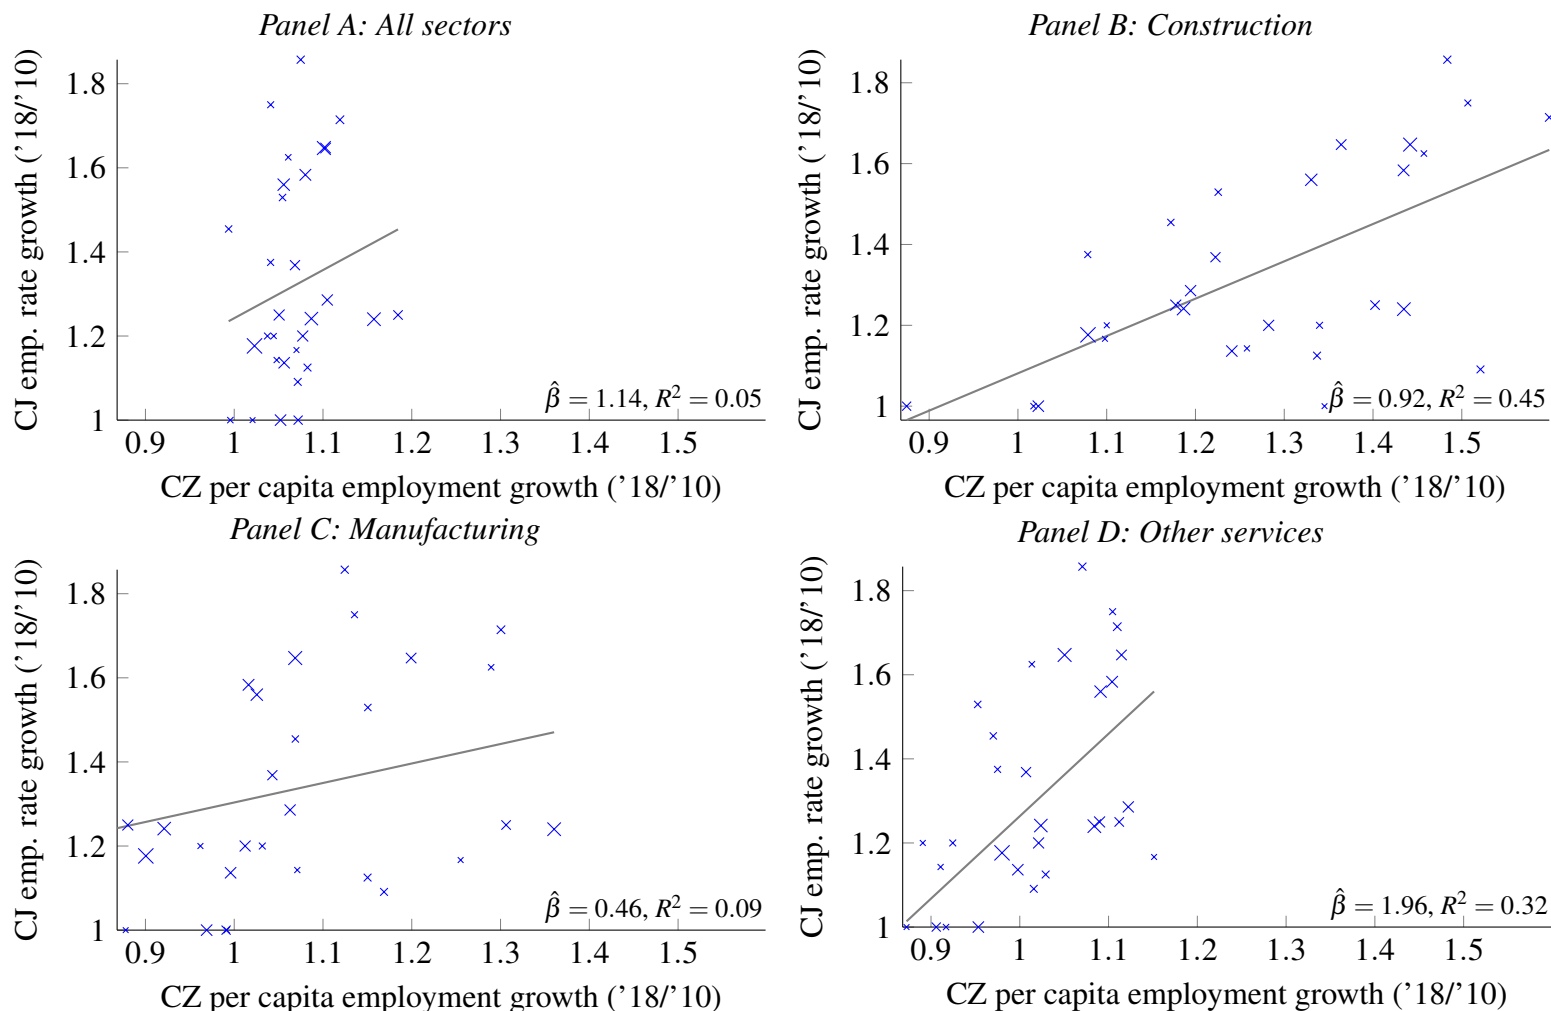 Panel A: All sectors
CJ emp. rate growth ('18/'10)
1.8
1.6
1.4
1.2
1
β̂ = 1.14, R² = 0.05
0.9 1 1.1 1.2 1.3 1.4 1.5
CZ per capita employment growth ('18/'10)
Panel B: Construction
CJ emp. rate growth ('18/'10)
1.8
1.6
1.4
1.2
1
β̂ = 0.92, R² = 0.45
0.9 1 1.1 1.2 1.3 1.4 1.5
CZ per capita employment growth ('18/'10)
Panel C: Manufacturing
CJ emp. rate growth ('18/'10)
1.8
1.6
1.4
1.2
1
β̂ = 0.46, R² = 0.09
0.9 1 1.1 1.2 1.3 1.4 1.5
CZ per capita employment growth ('18/'10)
Panel D: Other services
CJ emp. rate growth ('18/'10)
1.8
1.6
1.4
1.2
1
β̂ = 1.96, R² = 0.32
0.9 1 1.1 1.2 1.3 1.4 1.5
CZ per capita employment growth ('18/'10)